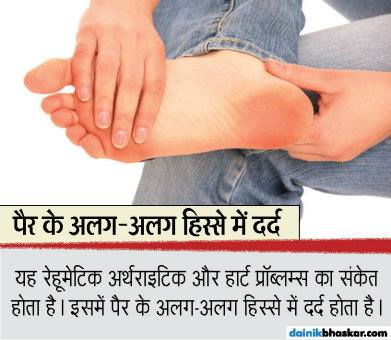 पैर के अलग-अलग हिस्से में दर्द
यह रेहूमेटिक अर्थराइटिक और हार्ट प्रॉब्लम्स का संकेत
होता है। इसमें पैर के अलग-अलग हिस्से में दर्द होता है।
dainikbhaskar.com